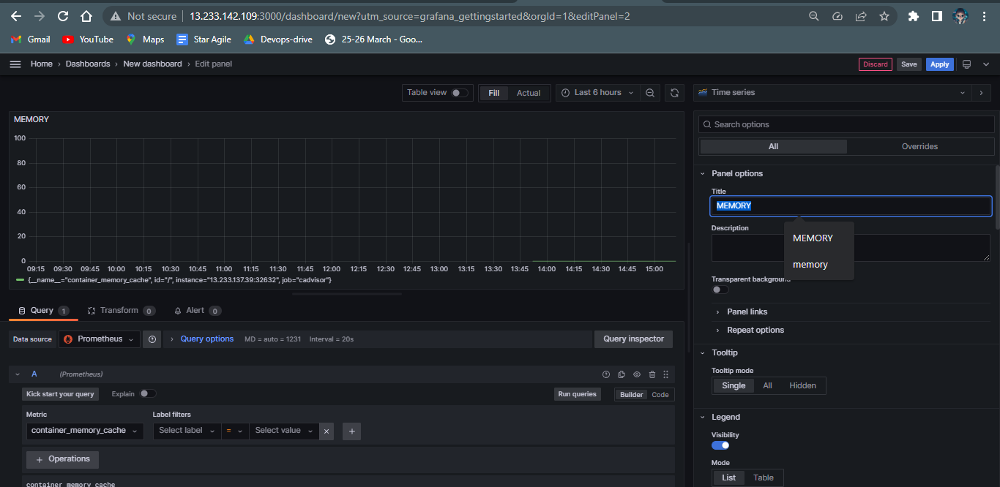 Not secure 13.233.142.109:3000/dashboard/new?utm_source=grafana_gettingstarted&orgId=1&editPanel=2
Gmail YouTube Maps Star Agile Devops-drive 25-26 March - Goo...
Home › Dashboards › New dashboard › Edit panel Discard Save Apply
Table view Fill Actual Last 6 hours Time series
MEMORY
100
80
60
40
20
0
09:15 09:30 09:45 10:00 10:15 10:30 10:45 11:00 11:15 11:30 11:45 12:00 12:15 12:30 12:45 13:00 13:15 13:30 13:45 14:00 14:15 14:30 14:45 15:00
{__name__="container_memory_cache", id="/", instance="13.233.137.39:32632", job="cadvisor"}
Query 1 Transform 0 Alert 0
Data source Prometheus Query options MD = auto = 1231 Interval = 20s Query inspector
A (Prometheus)
Kick start your query Explain Run queries Builder Code
Metric Label filters
container_memory_cache Select label = Select value × +
+ Operations
container_memory_cache
Search options
All Overrides
Panel options
Title
MEMORY
Description
MEMORY
memory
Transparent background
Panel links
Repeat options
Tooltip
Tooltip mode
Single All Hidden
Legend
Visibility
Mode
List Table